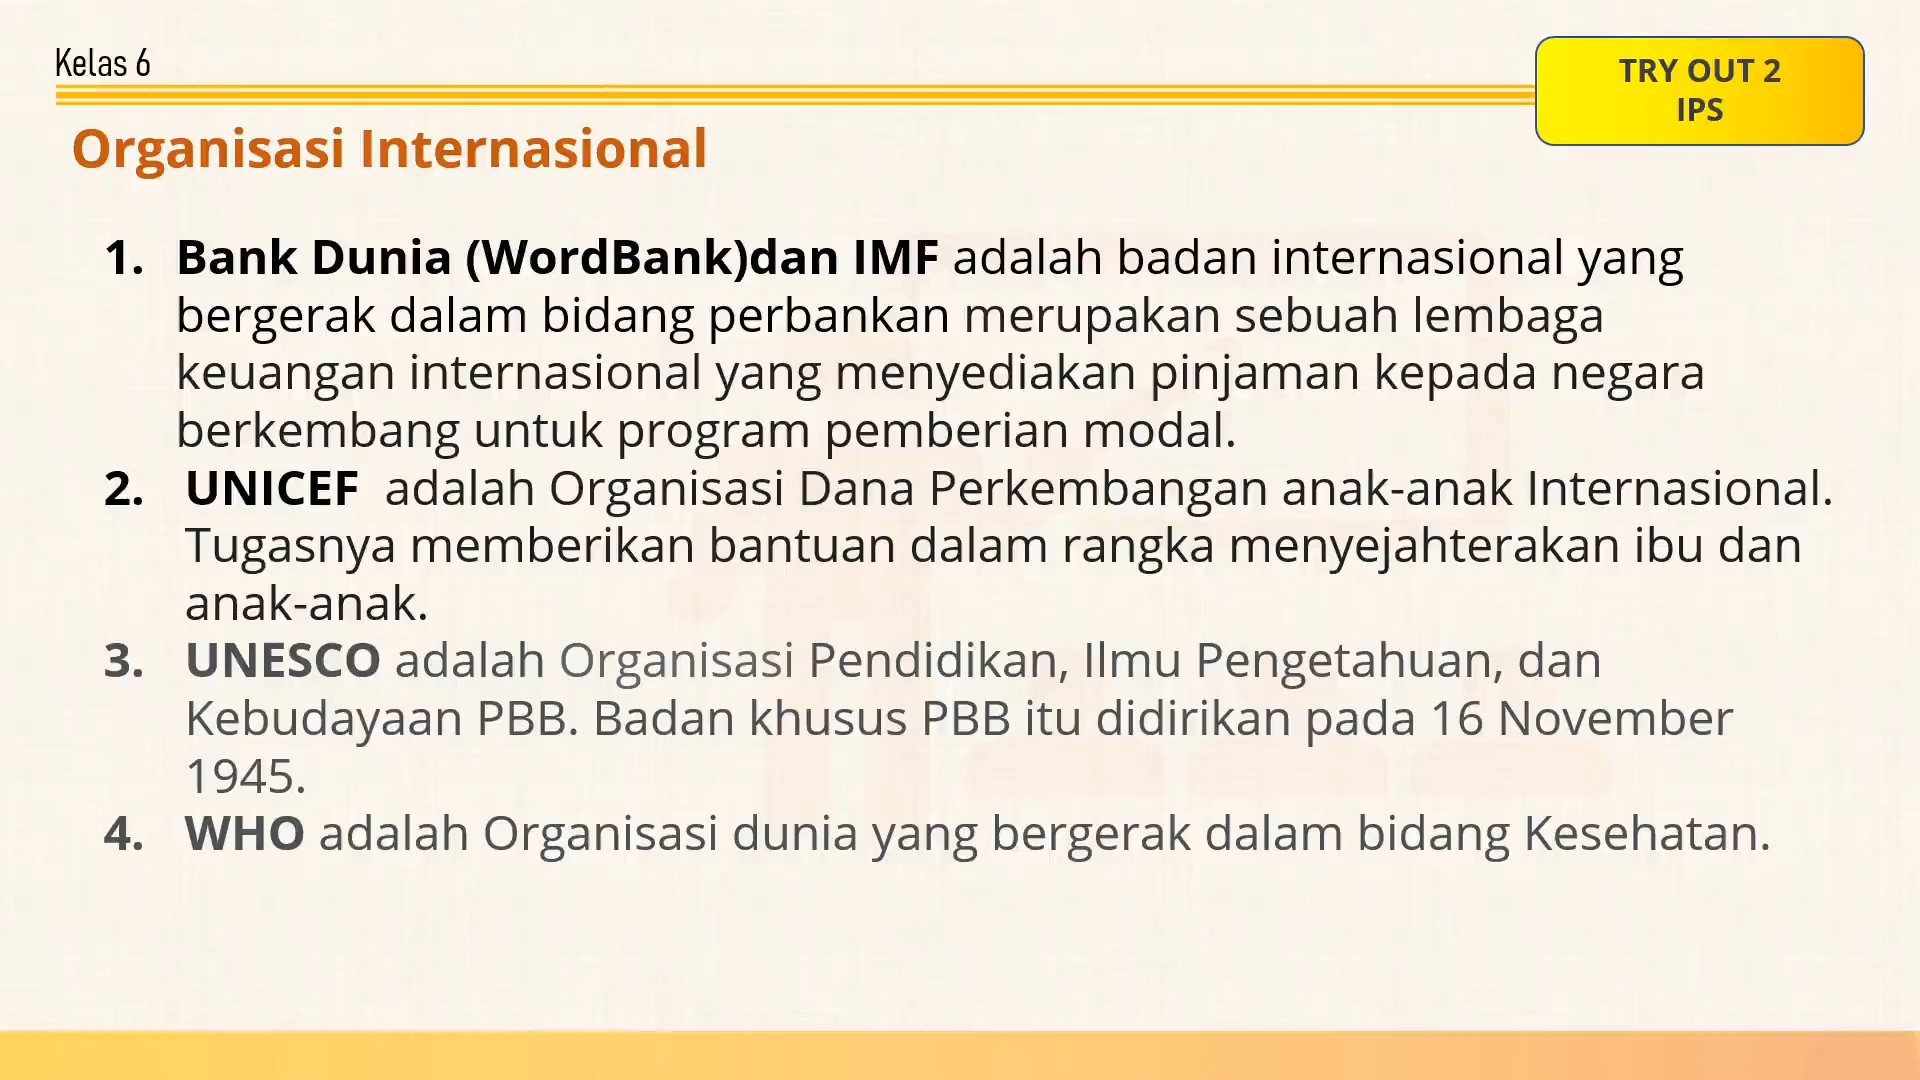 Kelas 6
TRY OUT 2
IPS
Organisasi Internasional
1. Bank Dunia (WordBank)dan IMF adalah badan internasional yang
bergerak dalam bidang perbankan merupakan sebuah lembaga
keuangan internasional yang menyediakan pinjaman kepada negara
berkembang untuk program pemberian modal.
2. UNICEF adalah Organisasi Dana Perkembangan anak-anak Internasional.
Tugasnya memberikan bantuan dalam rangka menyejahterakan ibu dan
anak-anak.
3. UNESCO adalah Organisasi Pendidikan, Ilmu Pengetahuan, dan
Kebudayaan PBB. Badan khusus PBB itu didirikan pada 16 November
1945.
4. WHO adalah Organisasi dunia yang bergerak dalam bidang Kesehatan.